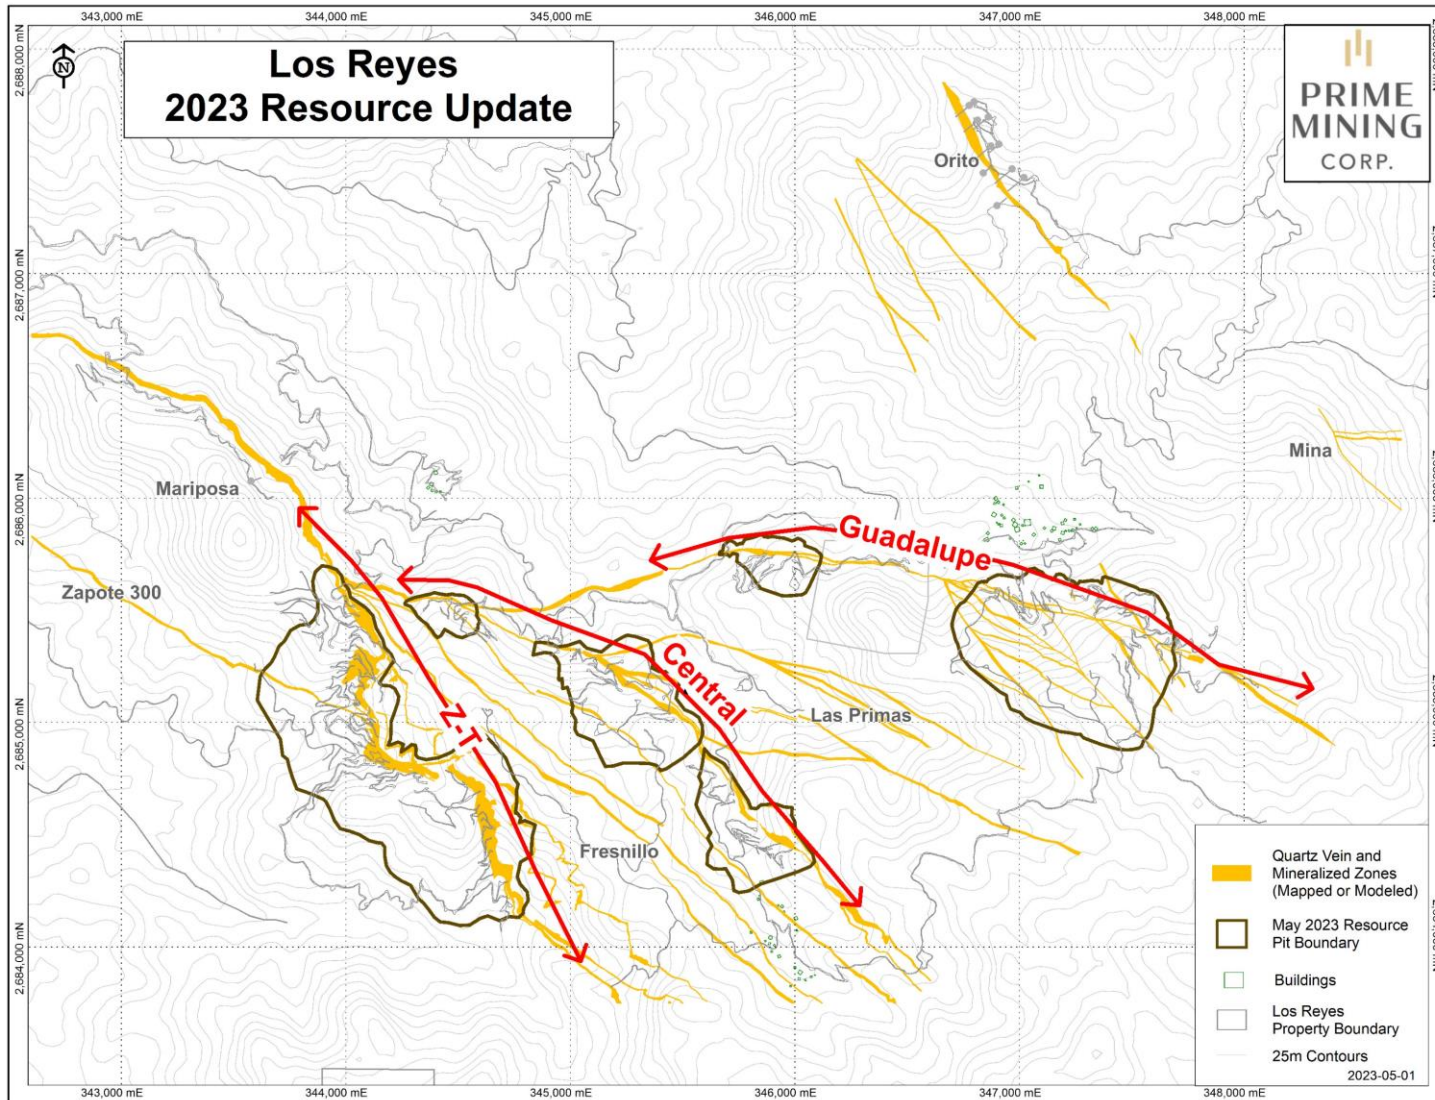 343,000 mE
344,000 mE
345,000 mE
346,000 mE
347,000 mE
348,000 mE
2,688,000 mN
2,687,000 mN
2,686,000 mN
2,685,000 mN
2,684,000 mN
N
Los Reyes
2023 Resource Update
PRIME
MINING
CORP.
Orito
Mina
Mariposa
Guadalupe
Zapote 300
Central
Z-T
Las Primas
Fresnillo
Quartz Vein and
Mineralized Zones
(Mapped or Modeled)
May 2023 Resource
Pit Boundary
Buildings
Los Reyes
Property Boundary
25m Contours
2023-05-01
343,000 mE
344,000 mE
345,000 mE
346,000 mE
347,000 mE
348,000 mE